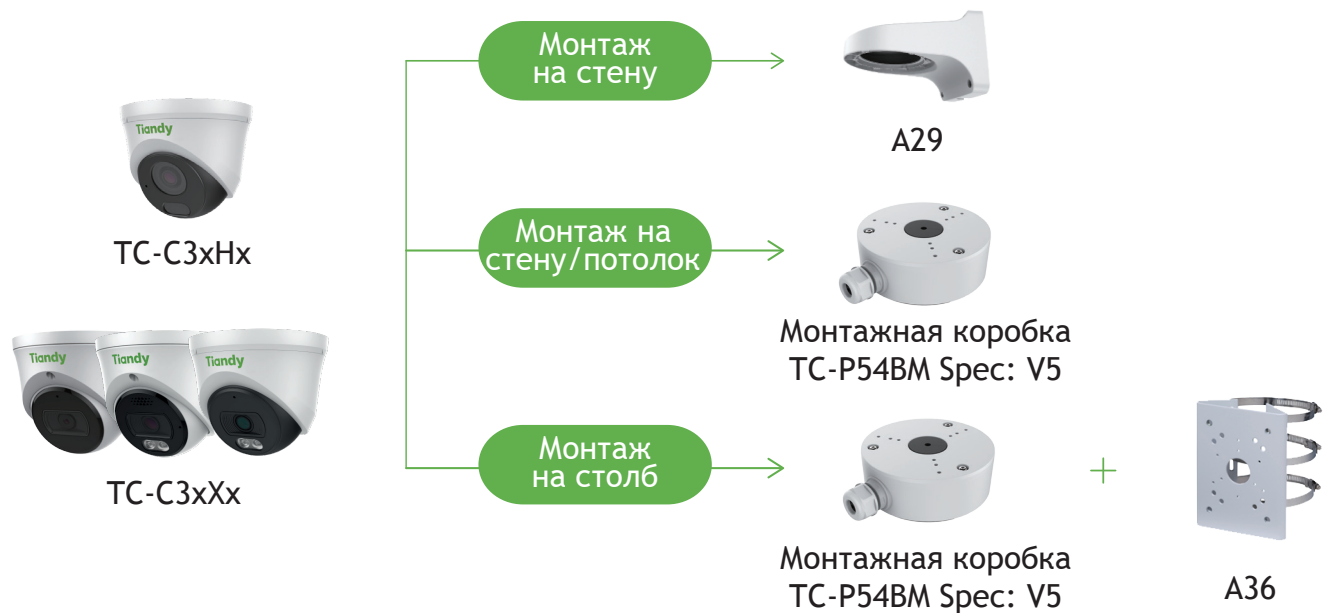 Tiandy
TC-C3xHx
Tiandy
Tiandy
Tiandy
TC-C3xXx
Монтаж
на стену
A29
Монтаж на
стену/потолок
Монтажная коробка
TC-P54BM Spec: V5
Монтаж
на столб
Монтажная коробка
TC-P54BM Spec: V5
+
A36